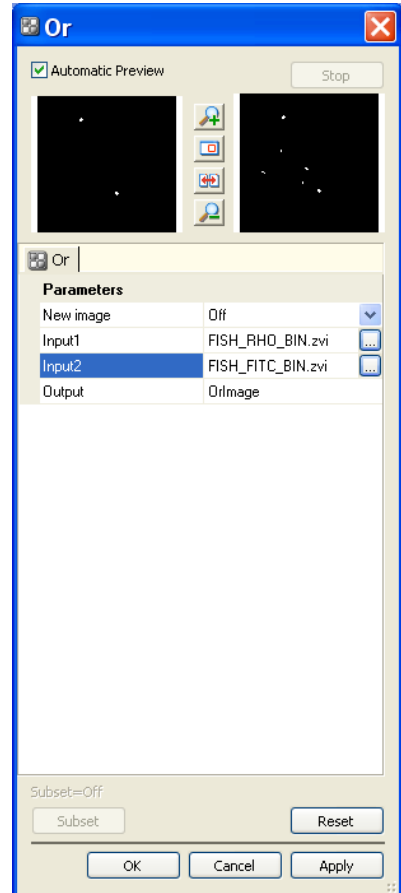 Or
Automatic Preview
Stop
Or
Parameters
New image Off
Input1 FISH_RHO_BIN.zvi ...
Input2 FISH_FITC_BIN.zvi ...
Output OrImage
Subset=Off
Subset Reset
OK Cancel Apply